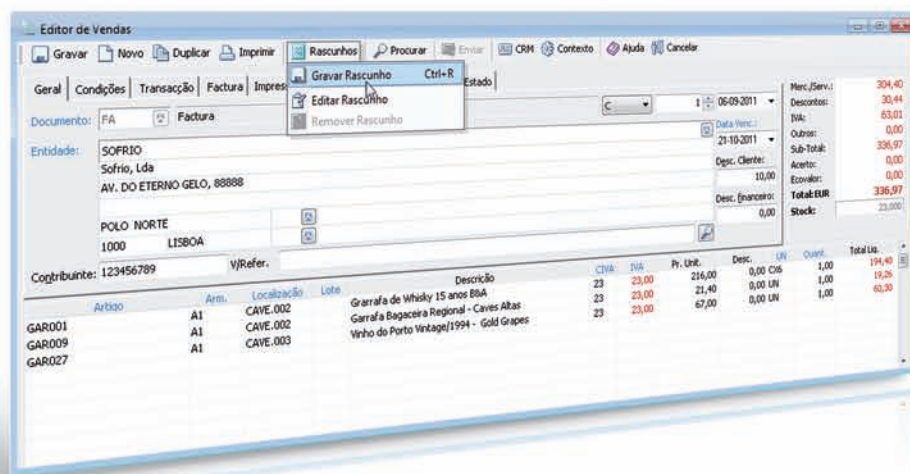 Editor de Vendas
Gravar Novo Duplicar Imprimir Rascunhos Procurar Enviar CRM Contexto Ajuda Cancelar
Gravar Rascunho Ctrl+R
Editar Rascunho
Remover Rascunho
Geral Condições Transacção Factura Estado
Documento: FA Factura C 1 06-09-2011
Entidade: SOFRIO
Sofrio, Lda
AV. DO ETERNO GELO, 88888
POLO NORTE
1000 LISBOA
Contribuinte: 123456789 V/Refer.
Data Venc.:
21-10-2011
Desc. Cliente:
10,00
Desc. financeiro:
0,00
Merc./Serv.: 304,40
Descontos: 30,44
IVA: 63,01
Outros: 0,00
Sub-Total: 336,97
Acerto: 0,00
Ecovalor: 0,00
Total:EUR 336,97
Stock: 23,000
Artigo Arm. Localização Lote Descrição CIVA IVA Pr. Unit. Desc. UN Quant. Total Liq.
GAR001 A1 CAVE.002 Grarrafa de Whisky 15 anos B&A 23 23,00 216,00 0,00 CX6 1,00 194,40
GAR009 A1 CAVE.002 Garrafa Bagaceira Regional - Caves Altas 23 23,00 21,40 0,00 UN 1,00 19,26
GAR027 A1 CAVE.003 Vinho do Porto Vintage/1994 - Gold Grapes 23 23,00 67,00 0,00 UN 1,00 60,30